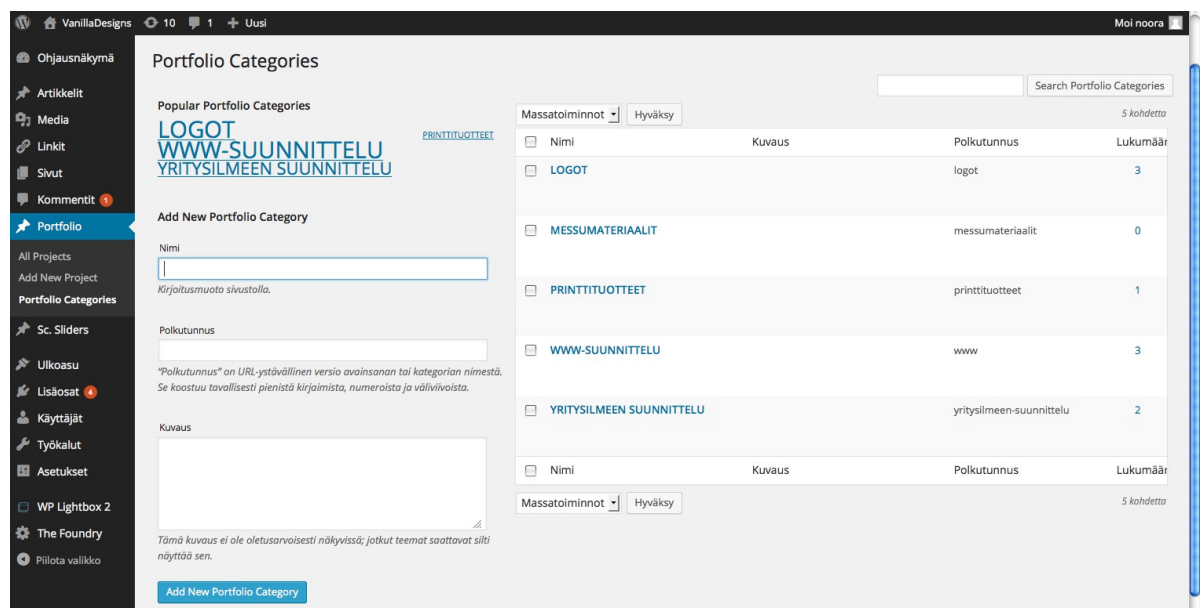 VanillaDesigns 10 1 + Uusi
Moi noora
Ohjausnäkymä
Artikkelit
Media
Linkit
Sivut
Kommentit 1
Portfolio
All Projects
Add New Project
Portfolio Categories
Sc. Sliders
Ulkoasu
Lisäosat 4
Käyttäjät
Työkalut
Asetukset
WP Lightbox 2
The Foundry
Piilota valikko
Portfolio Categories
Search Portfolio Categories
Popular Portfolio Categories
LOGOT PRINTTITUOTTEET
WWW-SUUNNITTELU
YRITYSILMEEN SUUNNITTELU
Add New Portfolio Category
Nimi
Kirjoitusmuoto sivustolla.
Polkutunnus
"Polkutunnus" on URL-ystävällinen versio avainsanan tai kategorian nimestä.
Se koostuu tavallisesti pienistä kirjaimista, numeroista ja väliviivoista.
Kuvaus
Tämä kuvaus ei ole oletusarvoisesti näkyvissä; jotkut teemat saattavat silti
näyttää sen.
Add New Portfolio Category
Massatoiminnot Hyväksy 5 kohdetta
Nimi Kuvaus Polkutunnus Lukumäär
LOGOT logot 3
MESSUMATERIAALIT messumateriaalit 0
PRINTTITUOTTEET printtituotteet 1
WWW-SUUNNITTELU www 3
YRITYSILMEEN SUUNNITTELU yritysilmeen-suunnittelu 2
Nimi Kuvaus Polkutunnus Lukumäär
Massatoiminnot Hyväksy 5 kohdetta